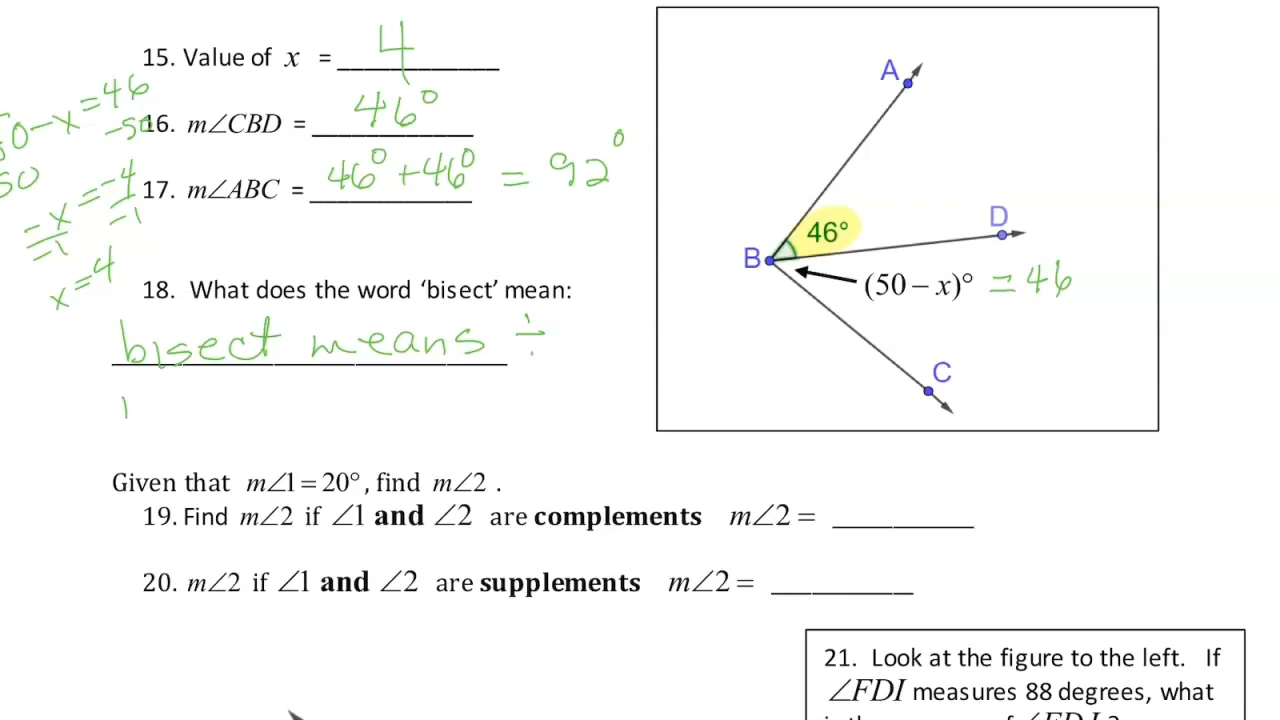 15. Value of x = 4
16. m∠CBD = 46°
17. m∠ABC = 46° + 46° = 92°
0 − x = 46
− 50
50
−x = −4
−1 −1
x = 4
18. What does the word ‘bisect’ mean:
bisect means ÷
A
D
46°
B
(50 − x)° = 46
C
Given that m∠1 = 20°, find m∠2 .
19. Find m∠2 if ∠1 and ∠2 are complements m∠2 = ________
20. m∠2 if ∠1 and ∠2 are supplements m∠2 = ________
21. Look at the figure to the left. If
∠FDI measures 88 degrees, what